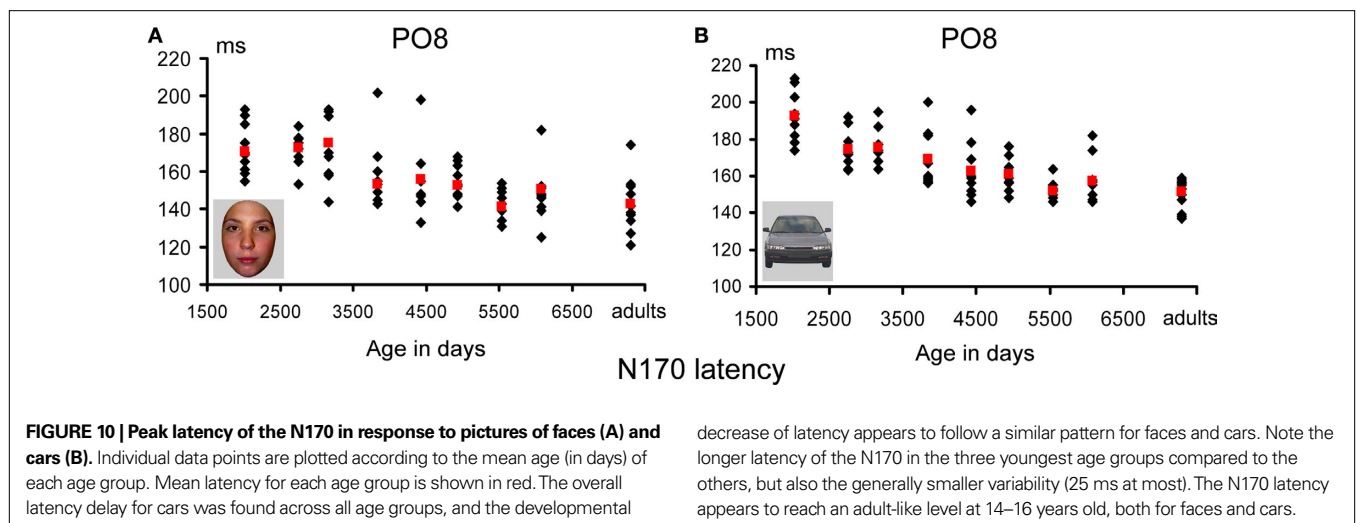 A
PO8
ms
220
200
180
160
140
120
100
1500
2500
3500
4500
5500
6500
adults
Age in days
B
PO8
ms
220
200
180
160
140
120
100
1500
2500
3500
4500
5500
6500
adults
Age in days
N170 latency
FIGURE 10 | Peak latency of the N170 in response to pictures of faces (A) and
cars (B). Individual data points are plotted according to the mean age (in days) of
each age group. Mean latency for each age group is shown in red. The overall
latency delay for cars was found across all age groups, and the developmental
decrease of latency appears to follow a similar pattern for faces and cars. Note the
longer latency of the N170 in the three youngest age groups compared to the
others, but also the generally smaller variability (25 ms at most). The N170 latency
appears to reach an adult-like level at 14–16 years old, both for faces and cars.